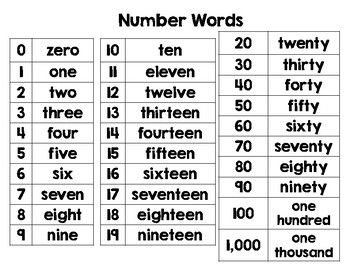 Number Words
0 zero
1 one
2 two
3 three
4 four
5 five
6 six
7 seven
8 eight
9 nine
10 ten
11 eleven
12 twelve
13 thirteen
14 fourteen
15 fifteen
16 sixteen
17 seventeen
18 eighteen
19 nineteen
20 twenty
30 thirty
40 forty
50 fifty
60 sixty
70 seventy
80 eighty
90 ninety
100 one
hundred
1,000 one
thousand